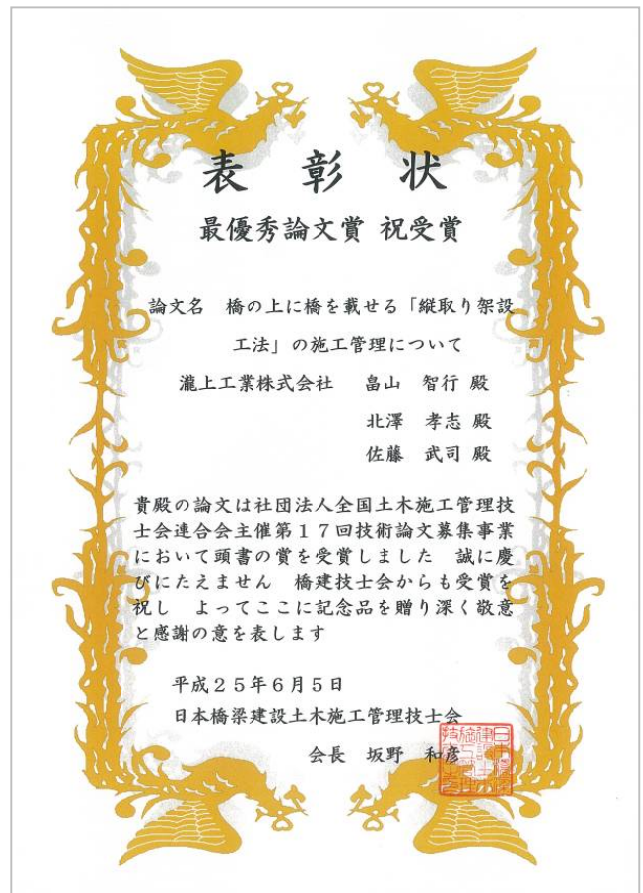 表彰状
最優秀論文賞 祝受賞
論文名 橋の上に橋を載せる「縦取り架設
工法」の施工管理について
瀧上工業株式会社 畠山 智行 殿
北澤 孝志 殿
佐藤 武司 殿
貴殿の論文は社団法人全国土木施工管理技
士会連合会主催第17回技術論文募集事業
において頭書の賞を受賞しました 誠に慶
びにたえません 橋建技士会からも受賞を
祝し よってここに記念品を贈り深く敬意
と感謝の意を表します
平成25年6月5日
日本橋梁建設土木施工管理技士会
会長 坂野 和彦